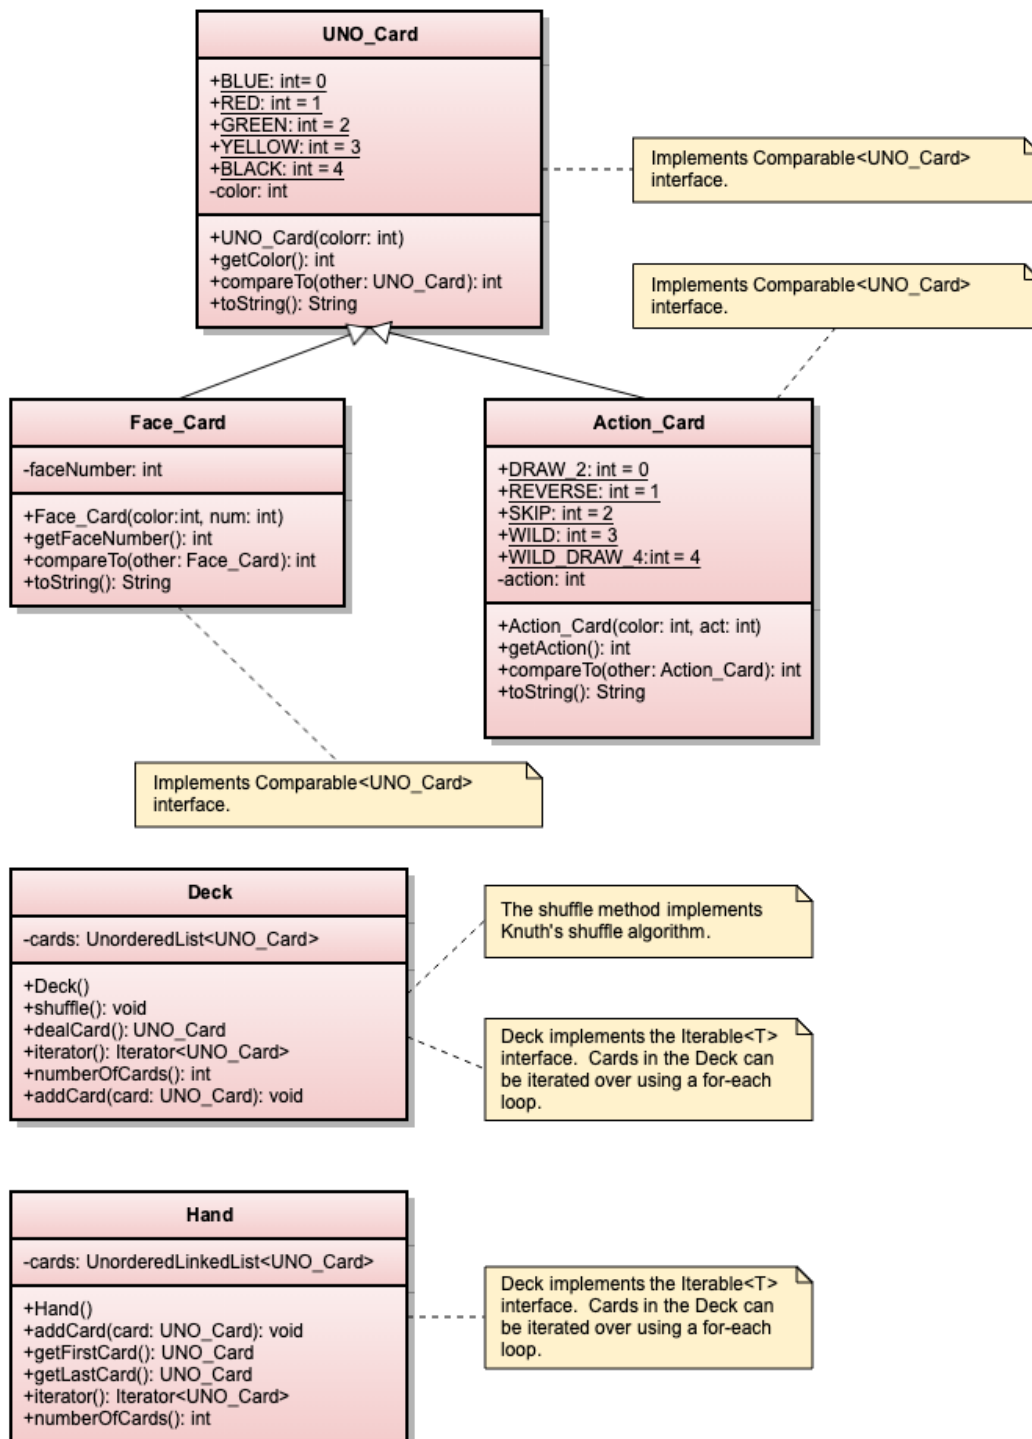 UNO_Card
+BLUE: int= 0
+RED: int = 1
+GREEN: int = 2
+YELLOW: int = 3
+BLACK: int = 4
-color: int
+UNO_Card(colorr: int)
+getColor(): int
+compareTo(other: UNO_Card): int
+toString(): String
Implements Comparable<UNO_Card>
interface.
Implements Comparable<UNO_Card>
interface.
Face_Card
-faceNumber: int
+Face_Card(color:int, num: int)
+getFaceNumber(): int
+compareTo(other: Face_Card): int
+toString(): String
Action_Card
+DRAW_2: int = 0
+REVERSE: int = 1
+SKIP: int = 2
+WILD: int = 3
+WILD_DRAW_4:int = 4
-action: int
+Action_Card(color: int, act: int)
+getAction(): int
+compareTo(other: Action_Card): int
+toString(): String
Implements Comparable<UNO_Card>
interface.
Deck
-cards: UnorderedList<UNO_Card>
+Deck()
+shuffle(): void
+dealCard(): UNO_Card
+iterator(): Iterator<UNO_Card>
+numberOfCards(): int
+addCard(card: UNO_Card): void
The shuffle method implements
Knuth's shuffle algorithm.
Deck implements the Iterable<T>
interface. Cards in the Deck can
be iterated over using a for-each
loop.
Hand
-cards: UnorderedLinkedList<UNO_Card>
+Hand()
+addCard(card: UNO_Card): void
+getFirstCard(): UNO_Card
+getLastCard(): UNO_Card
+iterator(): Iterator<UNO_Card>
+numberOfCards(): int
Deck implements the Iterable<T>
interface. Cards in the Deck can
be iterated over using a for-each
loop.